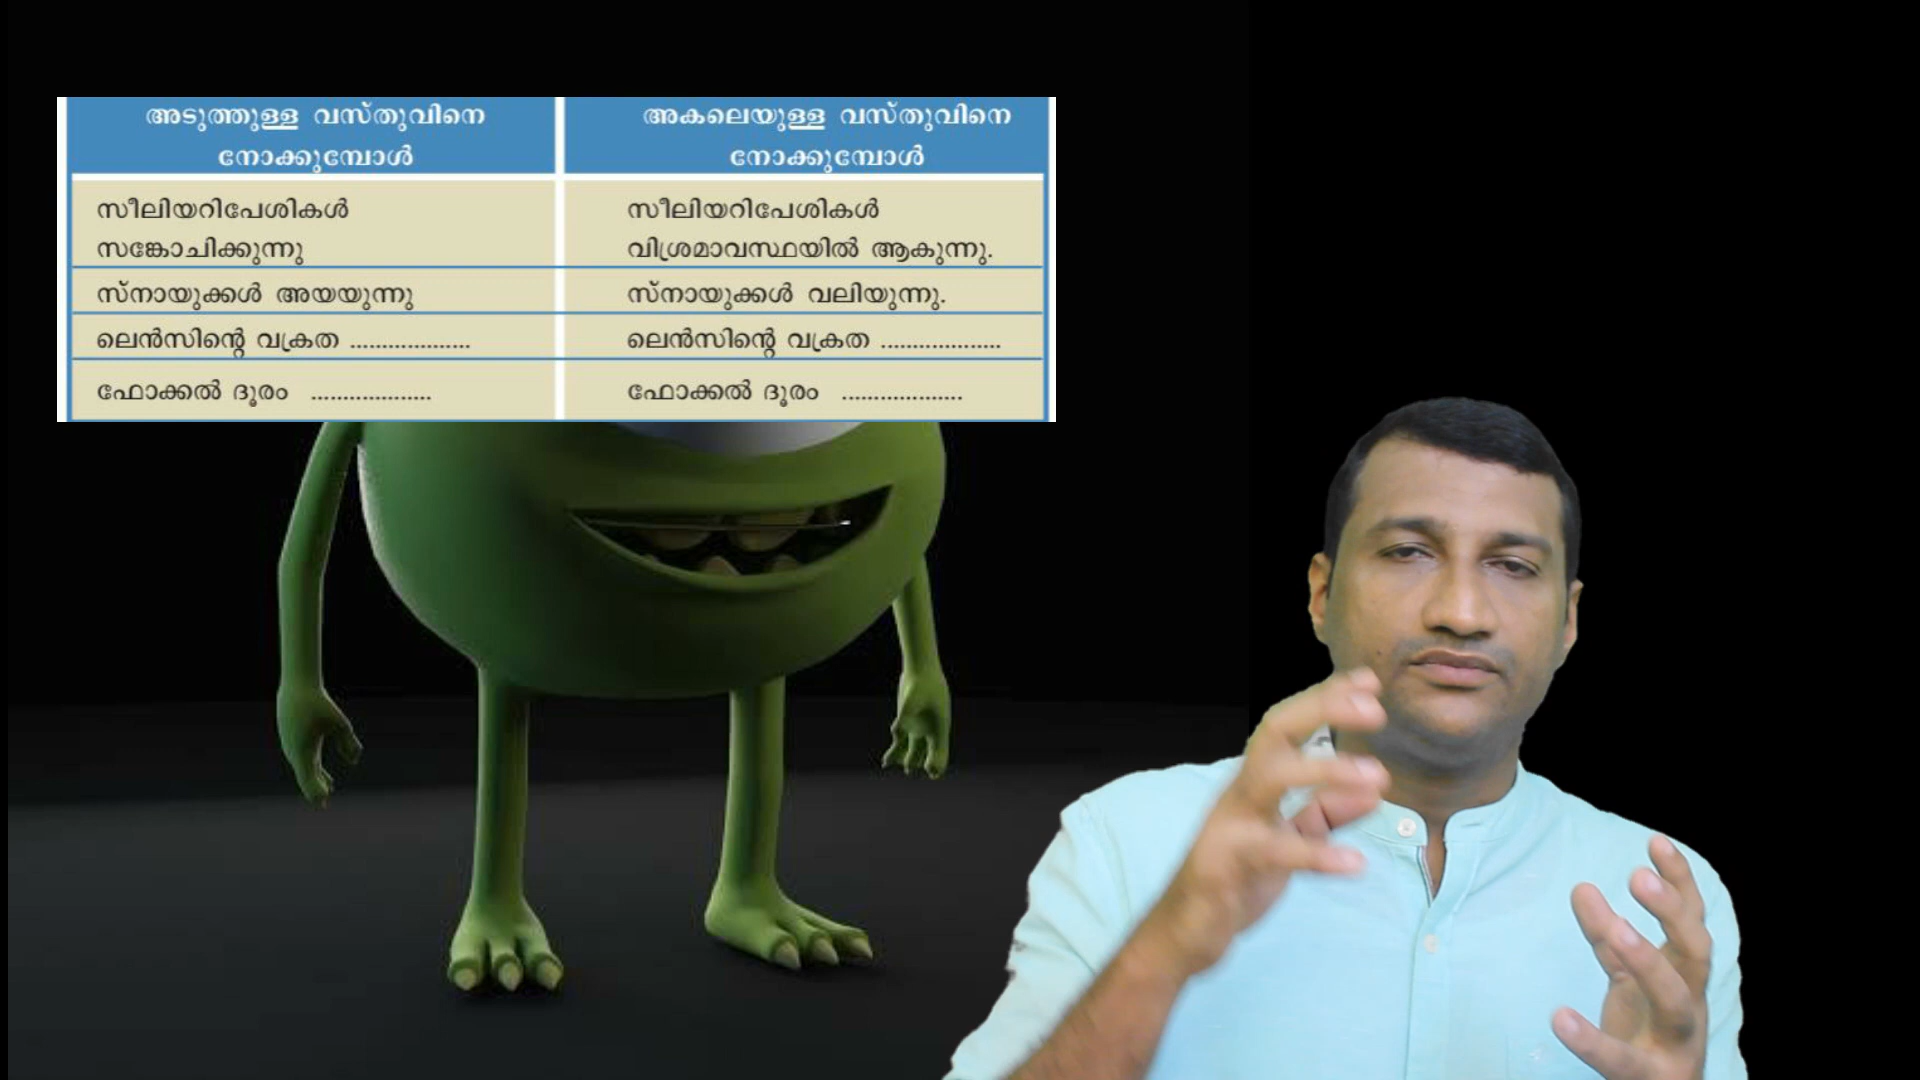 അടുത്തുള്ള വസ്തുവിനെ
നോക്കുമ്പോൾ
അകലെയുള്ള വസ്തുവിനെ
നോക്കുമ്പോൾ
സീലിയറിപേശികൾ
സങ്കോചിക്കുന്നു
സീലിയറിപേശികൾ
വിശ്രമാവസ്ഥയിൽ ആകുന്നു.
സ്നായുക്കൾ അയയുന്നു
സ്നായുക്കൾ വലിയുന്നു.
ലെൻസിന്റെ വക്രത ...................
ലെൻസിന്റെ വക്രത ...................
ഫോക്കൽ ദൂരം ...................
ഫോക്കൽ ദൂരം ...................